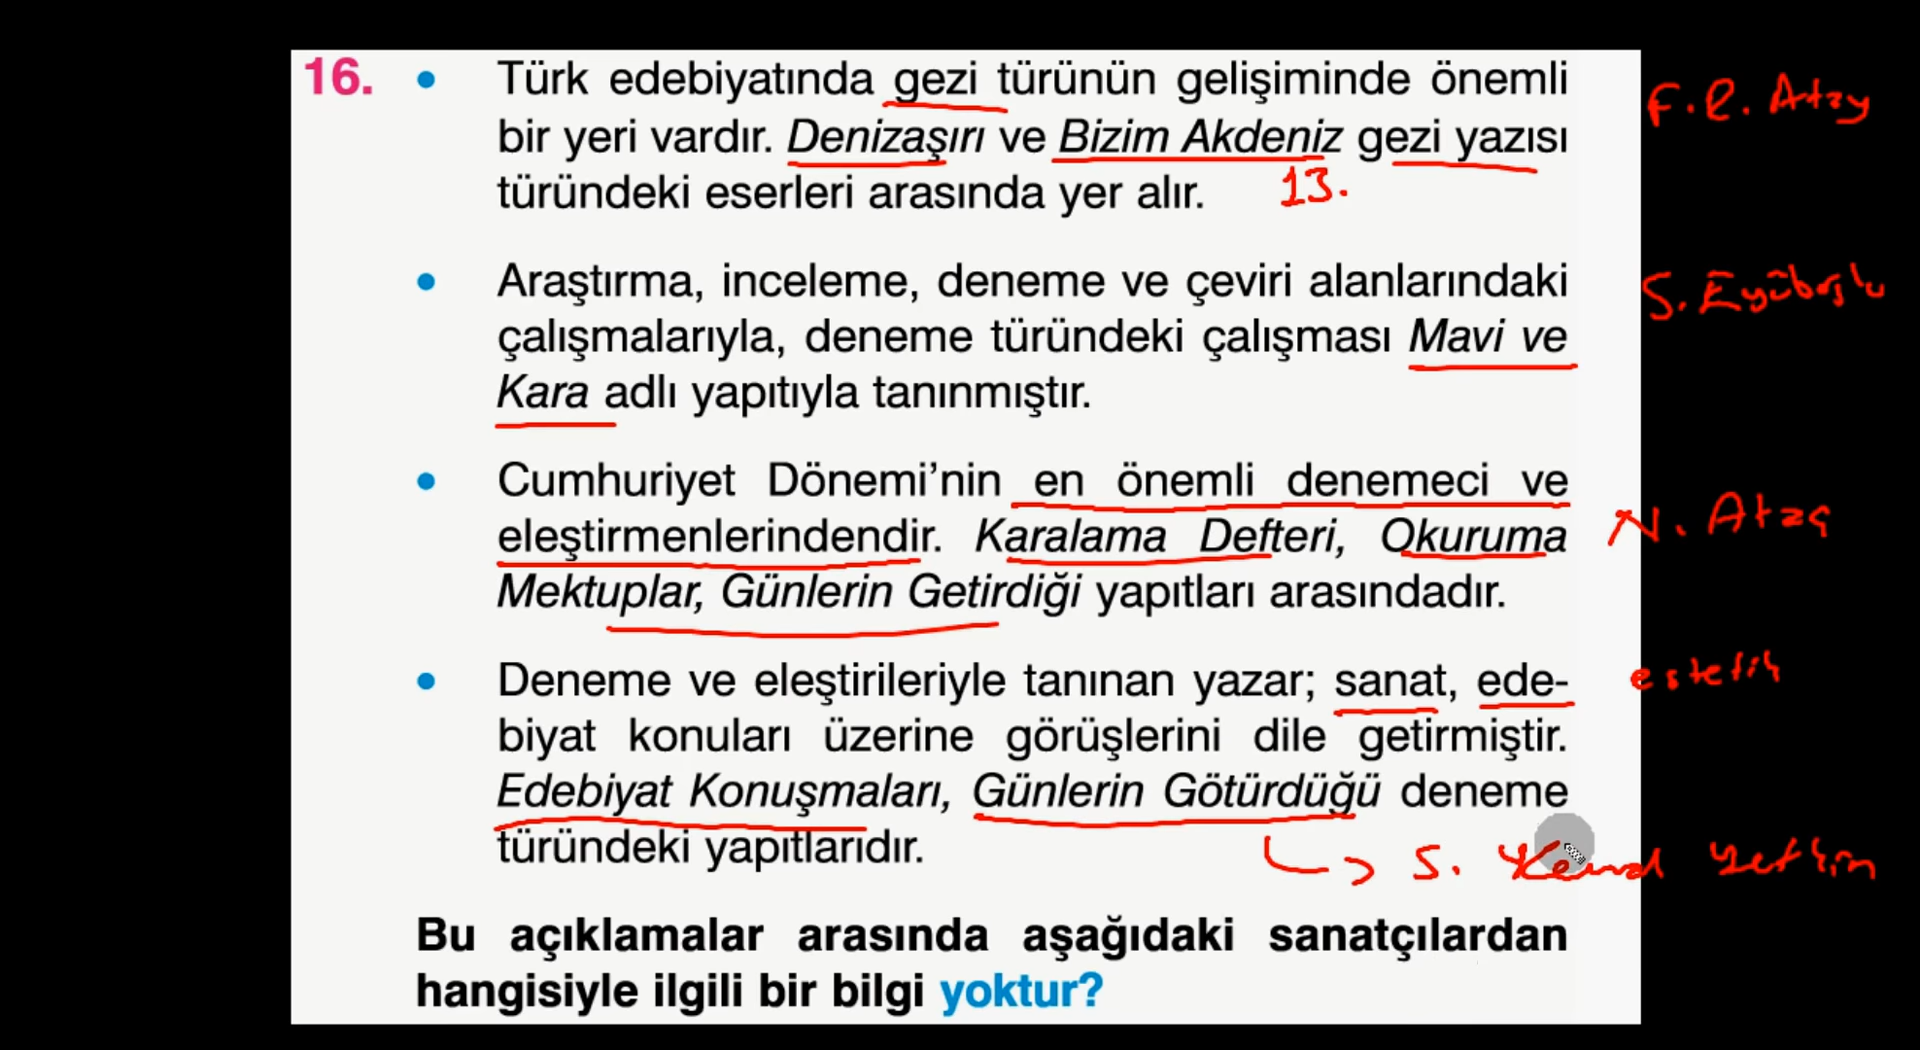 16. • Türk edebiyatında gezi türünün gelişiminde önemli
F. R. Atay
bir yeri vardır. Denizaşırı ve Bizim Akdeniz gezi yazısı
türündeki eserleri arasında yer alır.
13.
• Araştırma, inceleme, deneme ve çeviri alanlarındaki
S. Eyüboğlu
çalışmalarıyla, deneme türündeki çalışması Mavi ve
Kara adlı yapıtıyla tanınmıştır.
• Cumhuriyet Dönemi'nin en önemli denemeci ve
eleştirmenlerindendir. Karalama Defteri, Okuruma
N. Ataç
Mektuplar, Günlerin Getirdiği yapıtları arasındadır.
• Deneme ve eleştirileriyle tanınan yazar; sanat, ede-
estetik
biyat konuları üzerine görüşlerini dile getirmiştir.
Edebiyat Konuşmaları, Günlerin Götürdüğü deneme
türündeki yapıtlarıdır.
S. Kemal Yetkin
Bu açıklamalar arasında aşağıdaki sanatçılardan
hangisiyle ilgili bir bilgi yoktur?